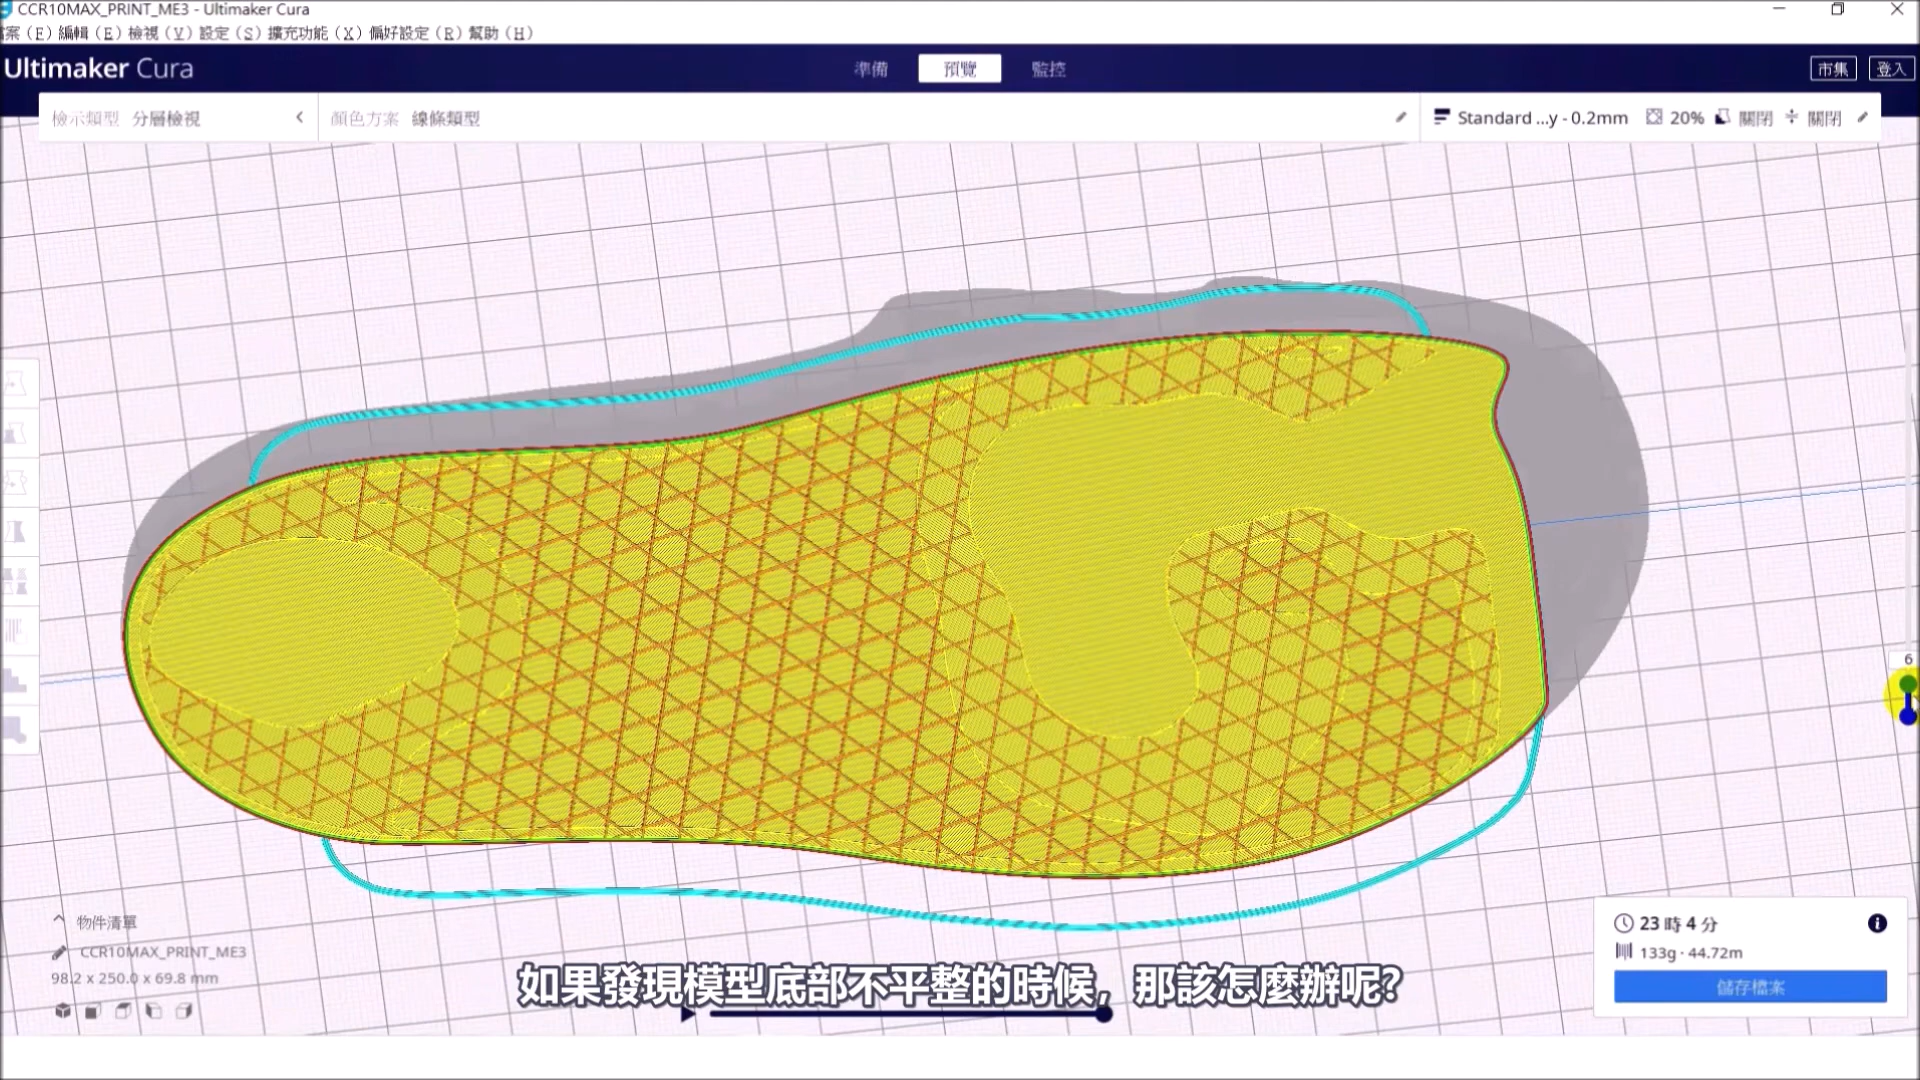 CCR10MAX_PRINT_ME3 - Ultimaker Cura
檔案 (F) 編輯 (E) 檢視 (V) 設定 (S) 擴充功能 (X) 偏好設定 (R) 幫助 (H)
Ultimaker Cura 準備 預覽 監控 市集 登入
檢示類型 分層檢視 顏色方案 線條類型 Standard ...y - 0.2mm 20% 關閉 關閉
6
物件清單
CCR10MAX_PRINT_ME3
98.2 x 250.0 x 69.8 mm
23 時 4 分
133g · 44.72m
儲存檔案
如果發現模型底部不平整的時候，那該怎麼辦呢?